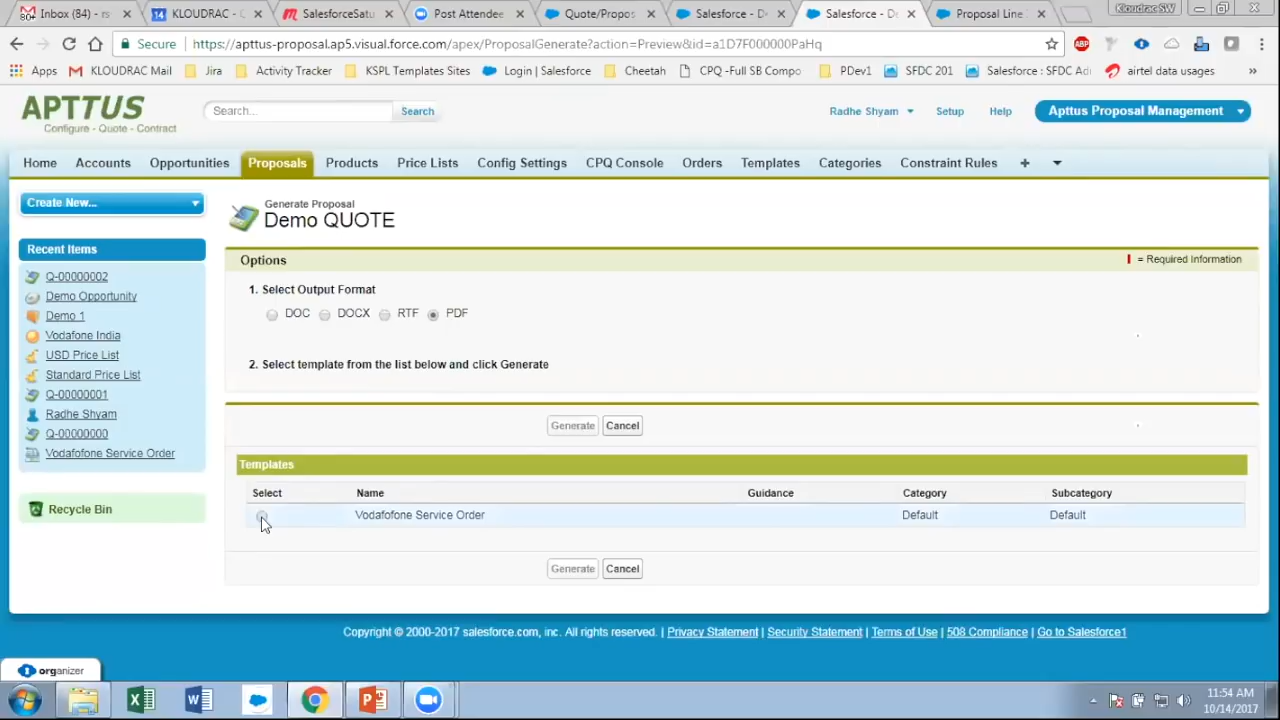 Inbox (84) - rs
KLOUDRAC - C
SalesforceSatu
Post Attendee
Quote/Propos
Salesforce - De
Salesforce - De
Proposal Line
Kloudrac SW
Secure
https://apttus-proposal.ap5.visual.force.com/apex/ProposalGenerate?action=Preview&id=a1D7F000000PaHq
ABP
Apps
KLOUDRAC Mail
Jira
Activity Tracker
KSPL Templates Sites
Login | Salesforce
Cheetah
CPQ -Full SB Compo
PDev1
SFDC 201
Salesforce : SFDC Adm
airtel data usages
»
APTTUS
Configure - Quote - Contract
Search...
Search
Radhe Shyam
Setup
Help
Apttus Proposal Management
Home
Accounts
Opportunities
Proposals
Products
Price Lists
Config Settings
CPQ Console
Orders
Templates
Categories
Constraint Rules
+
Create New...
Recent Items
Q-00000002
Demo Opportunity
Demo 1
Vodafone India
USD Price List
Standard Price List
Q-00000001
Radhe Shyam
Q-00000000
Vodafofone Service Order
Recycle Bin
Generate Proposal
Demo QUOTE
Options
= Required Information
1. Select Output Format
DOC
DOCX
RTF
PDF
2. Select template from the list below and click Generate
Generate
Cancel
Templates
Select
Name
Guidance
Category
Subcategory
Vodafofone Service Order
Default
Default
Generate
Cancel
Copyright © 2000-2017 salesforce.com, inc. All rights reserved. | Privacy Statement | Security Statement | Terms of Use | 508 Compliance | Go to Salesforce1
organizer
11:54 AM
10/14/2017